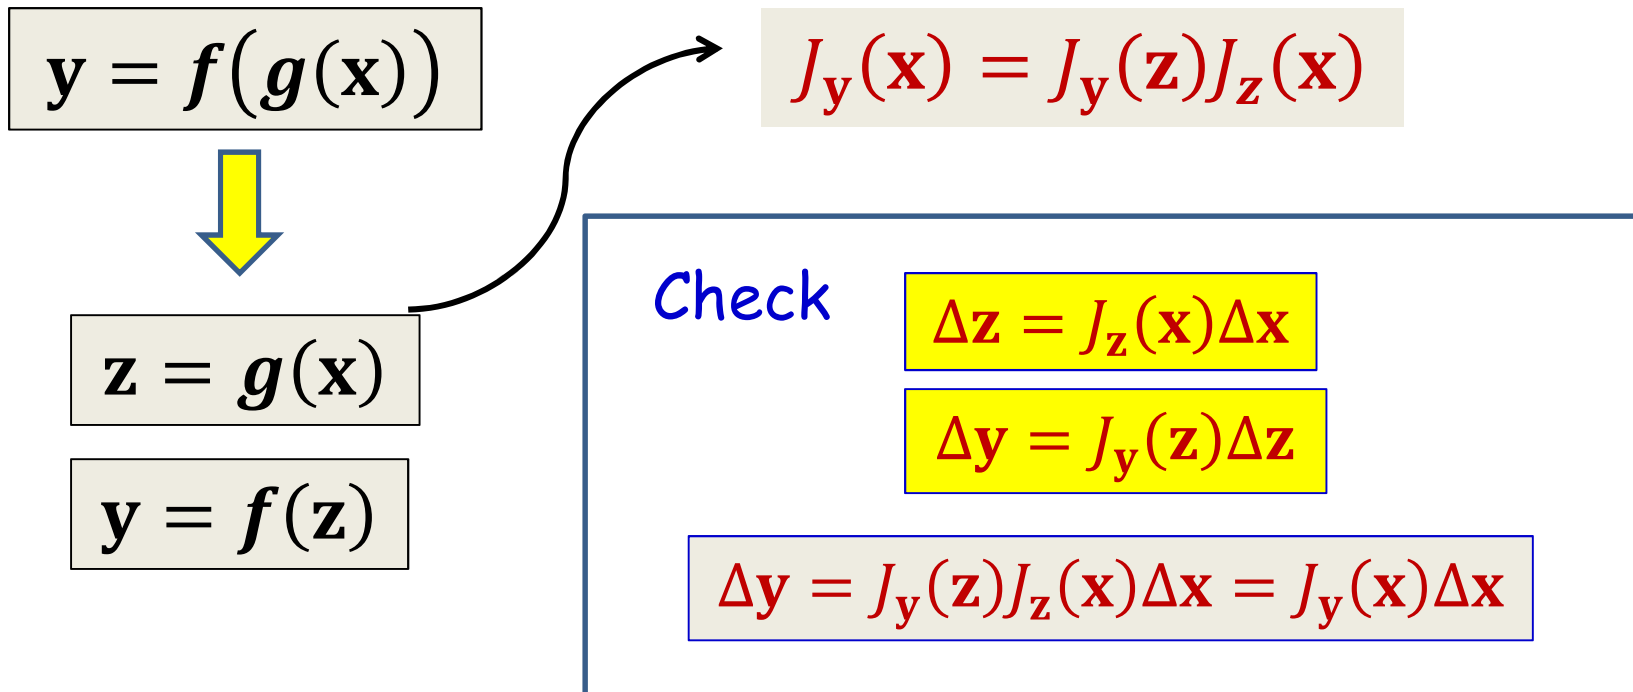 𝐲 = 𝒇(𝒈(𝐱))
J_𝐲(𝐱) = J_𝐲(𝐳)J_𝒛(𝐱)
𝐳 = 𝒈(𝐱)
𝐲 = 𝒇(𝐳)
Check
Δ𝐳 = J_𝐳(𝐱)Δ𝐱
Δ𝐲 = J_𝐲(𝐳)Δ𝐳
Δ𝐲 = J_𝐲(𝐳)J_𝐳(𝐱)Δ𝐱 = J_𝐲(𝐱)Δ𝐱